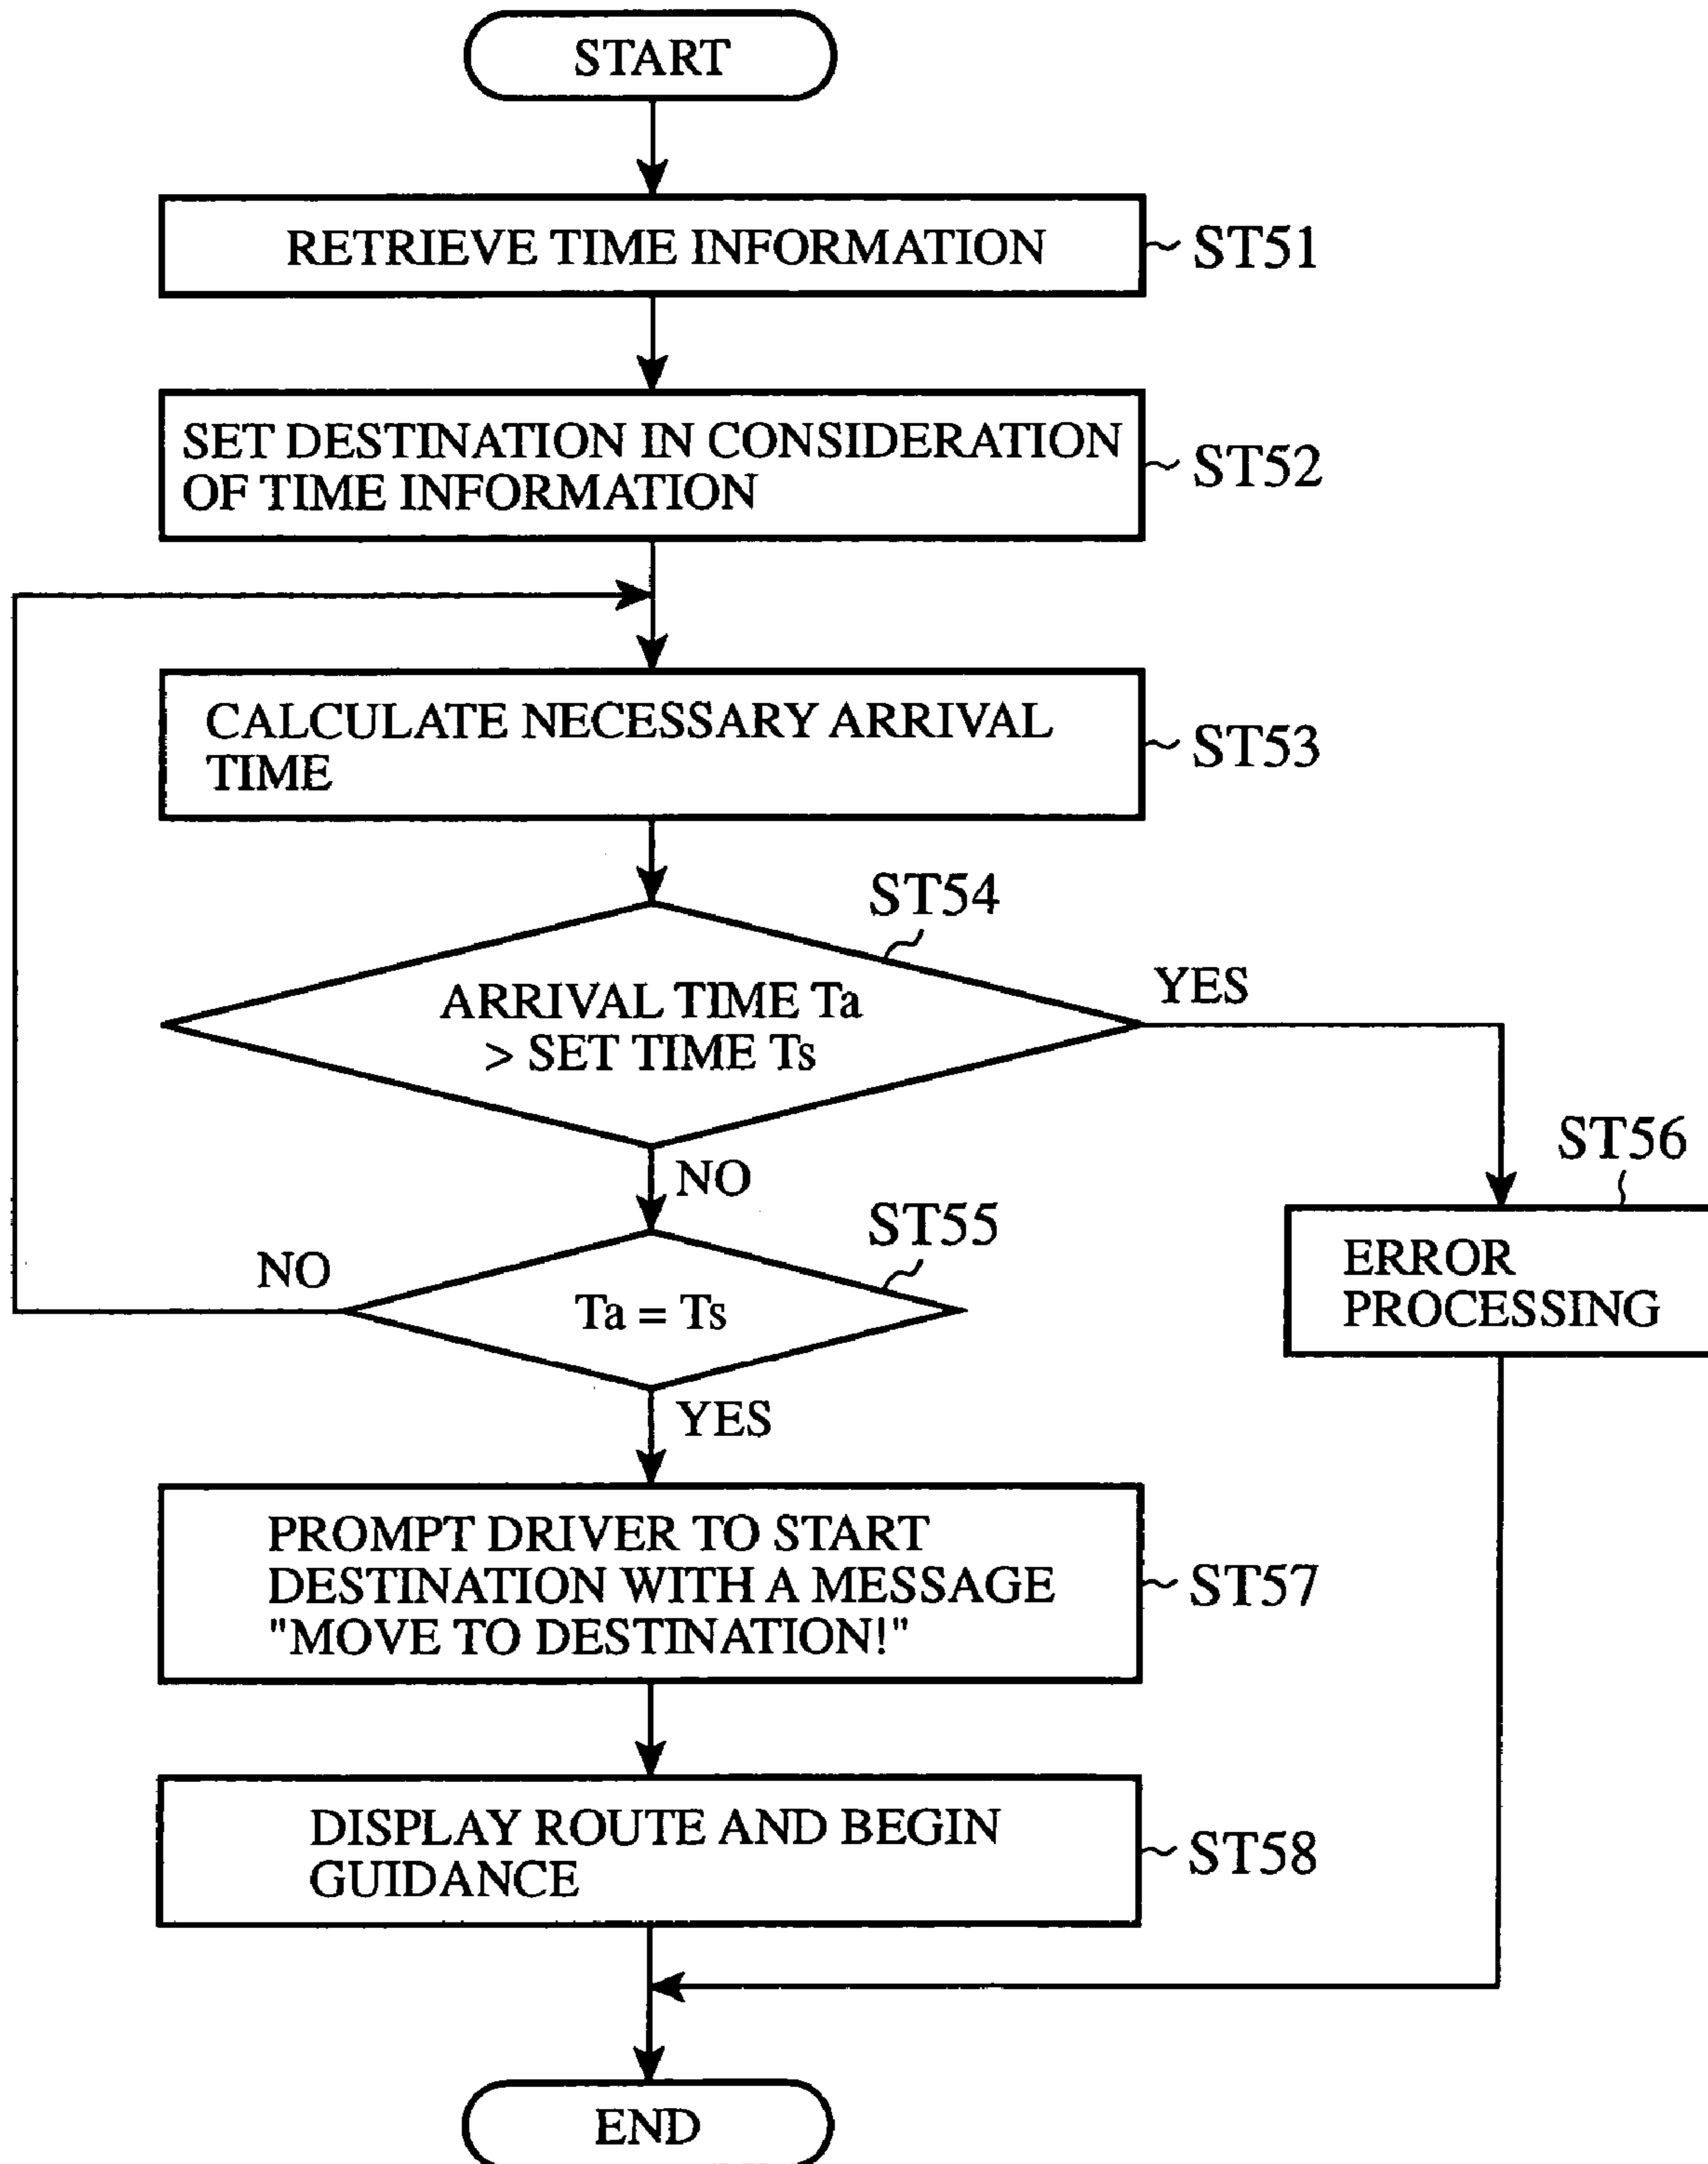 START
RETRIEVE TIME INFORMATION
ST51
SET DESTINATION IN CONSIDERATION
OF TIME INFORMATION
ST52
CALCULATE NECESSARY ARRIVAL
TIME
ST53
ST54
ARRIVAL TIME Ta
> SET TIME Ts
YES
NO
ST56
ERROR
PROCESSING
ST55
NO
Ta = Ts
YES
PROMPT DRIVER TO START
DESTINATION WITH A MESSAGE
"MOVE TO DESTINATION!"
ST57
DISPLAY ROUTE AND BEGIN
GUIDANCE
ST58
END